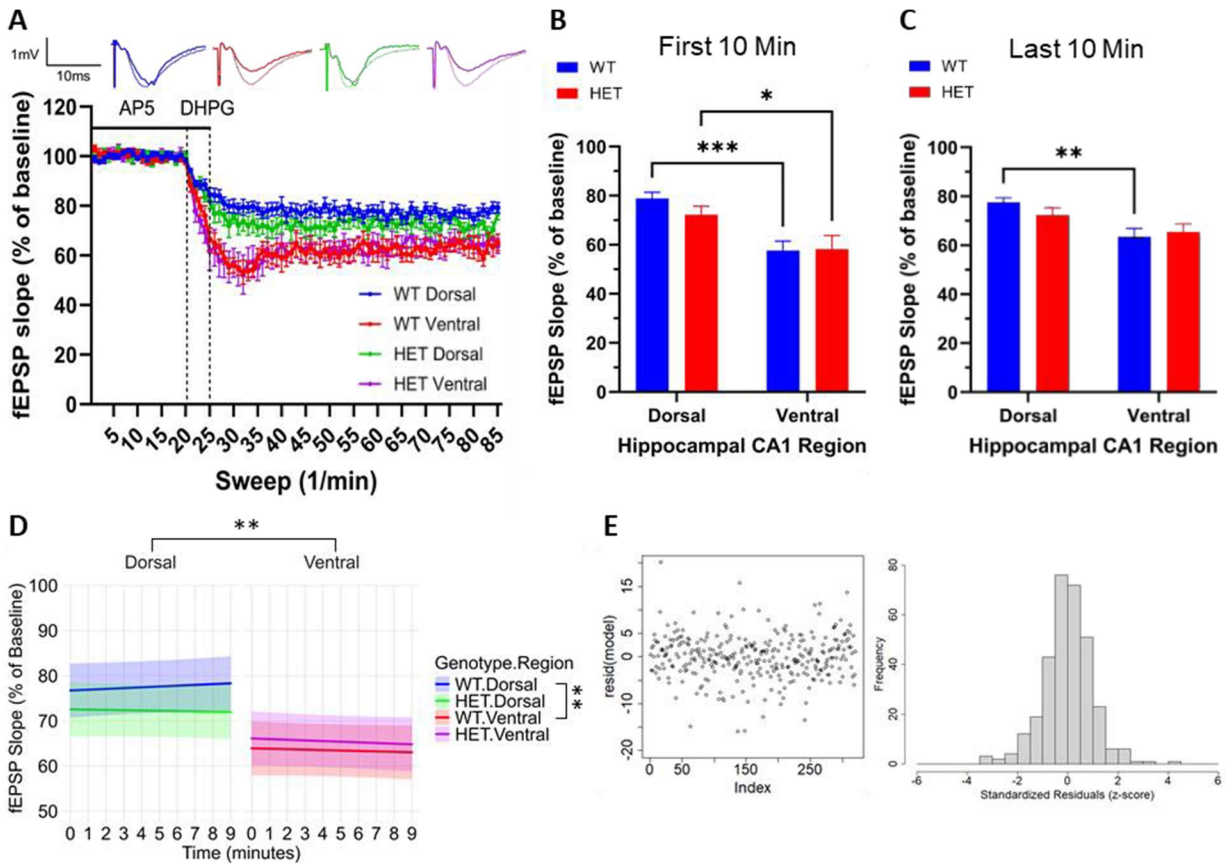 A
1mV
10ms
AP5 DHPG
fEPSP slope (% of baseline)
120
100
80
60
40
20
0
WT Dorsal
WT Ventral
HET Dorsal
HET Ventral
5 10 15 20 25 30 35 40 45 50 55 60 65 70 75 80 85
Sweep (1/min)
B
First 10 Min
WT
HET
fEPSP Slope (% of baseline)
100
80
60
40
20
0
***
*
Dorsal Ventral
Hippocampal CA1 Region
C
Last 10 Min
WT
HET
fEPSP Slope (% of baseline)
100
80
60
40
20
0
**
Dorsal Ventral
Hippocampal CA1 Region
D
**
Dorsal Ventral
fEPSP Slope (% of Baseline)
100
90
80
70
60
50
0 1 2 3 4 5 6 7 8 9 0 1 2 3 4 5 6 7 8 9
Time (minutes)
Genotype.Region
WT.Dorsal
HET.Dorsal
WT.Ventral
HET.Ventral
**
E
resid(model)
15
5
0
-10
-20
0 50 150 250
Index
Frequency
80
60
40
20
0
-6 -4 -2 0 2 4 6
Standardized Residuals (z-score)